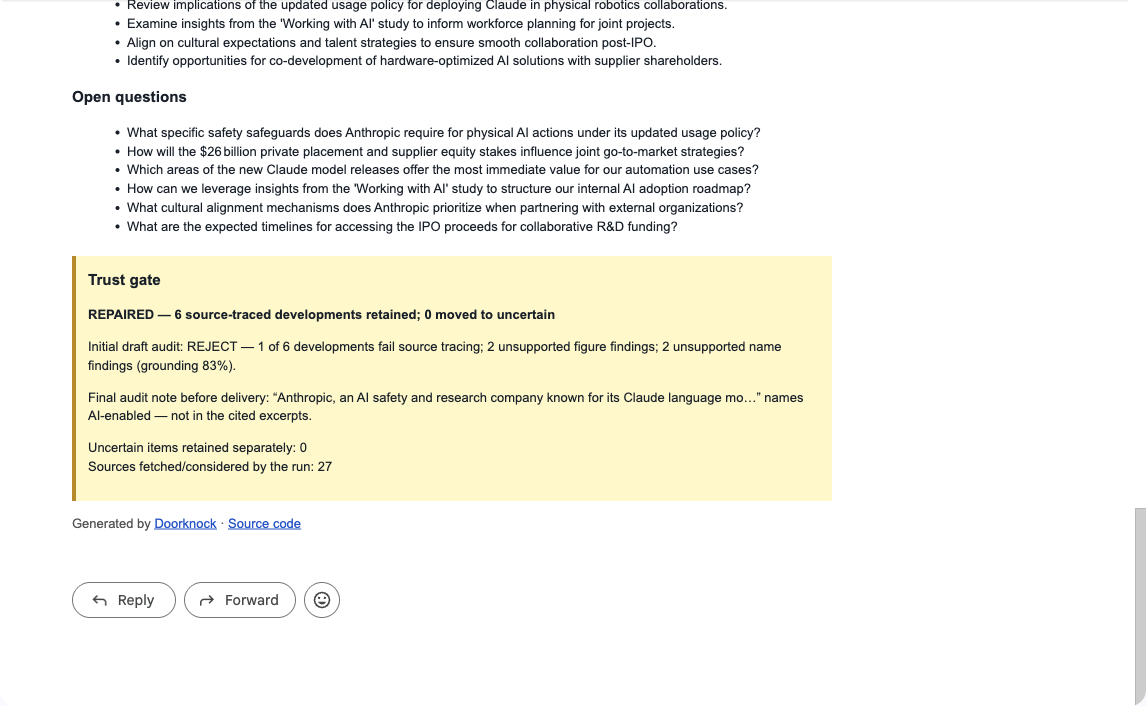 • Review implications of the updated usage policy for deploying Claude in physical robotics collaborations.
• Examine insights from the 'Working with AI' study to inform workforce planning for joint projects.
• Align on cultural expectations and talent strategies to ensure smooth collaboration post-IPO.
• Identify opportunities for co-development of hardware-optimized AI solutions with supplier shareholders.
Open questions
• What specific safety safeguards does Anthropic require for physical AI actions under its updated usage policy?
• How will the $26 billion private placement and supplier equity stakes influence joint go-to-market strategies?
• Which areas of the new Claude model releases offer the most immediate value for our automation use cases?
• How can we leverage insights from the 'Working with AI' study to structure our internal AI adoption roadmap?
• What cultural alignment mechanisms does Anthropic prioritize when partnering with external organizations?
• What are the expected timelines for accessing the IPO proceeds for collaborative R&D funding?
Trust gate
REPAIRED — 6 source-traced developments retained; 0 moved to uncertain
Initial draft audit: REJECT — 1 of 6 developments fail source tracing; 2 unsupported figure findings; 2 unsupported name
findings (grounding 83%).
Final audit note before delivery: “Anthropic, an AI safety and research company known for its Claude language mo…” names
AI-enabled — not in the cited excerpts.
Uncertain items retained separately: 0
Sources fetched/considered by the run: 27
Generated by Doorknock · Source code
Reply Forward